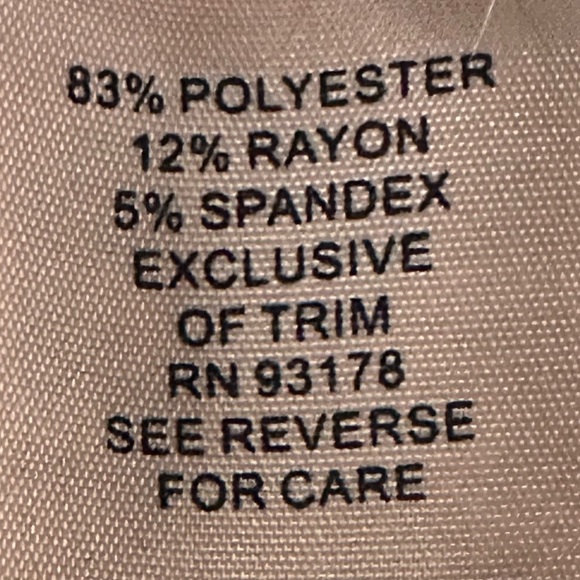 83% POLYESTER
12% RAYON
5% SPANDEX
EXCLUSIVE
OF TRIM
RN 93178
SEE REVERSE
FOR CARE